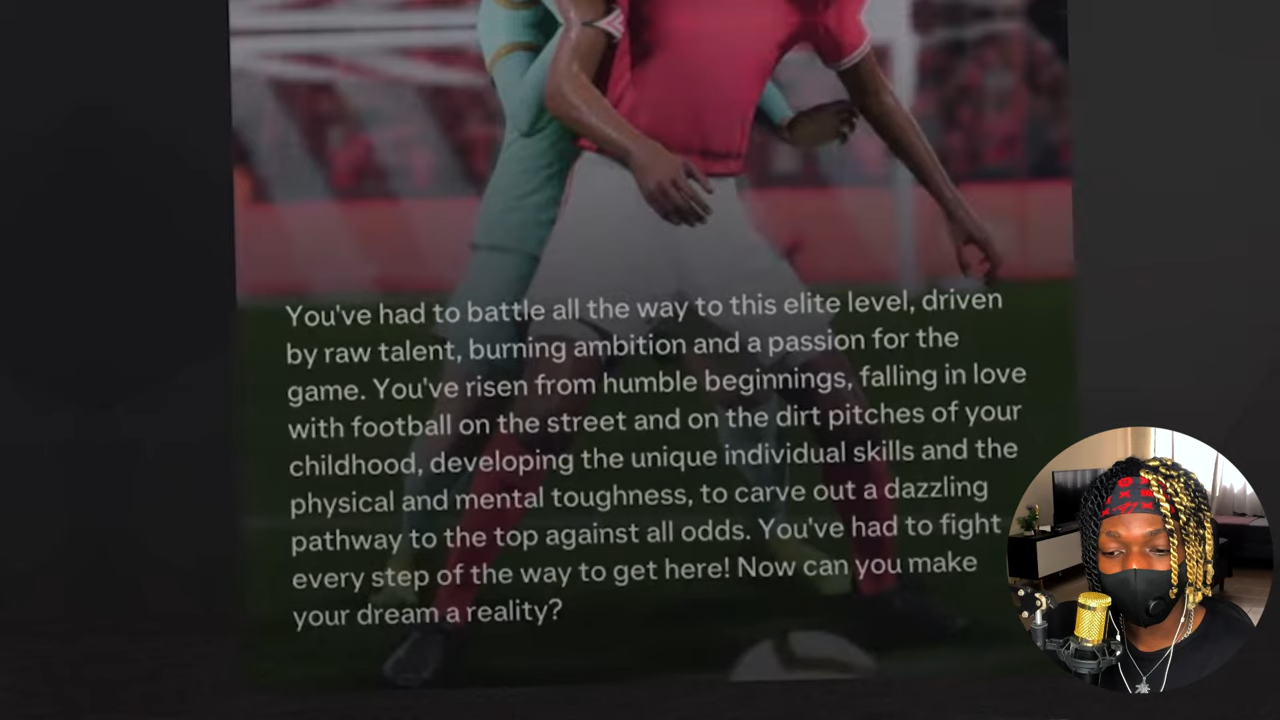 You've had to battle all the way to this elite level, driven
by raw talent, burning ambition and a passion for the
game. You've risen from humble beginnings, falling in love
with football on the street and on the dirt pitches of your
childhood, developing the unique individual skills and the
physical and mental toughness, to carve out a dazzling
pathway to the top against all odds. You've had to fight
every step of the way to get here! Now can you make
your dream a reality?